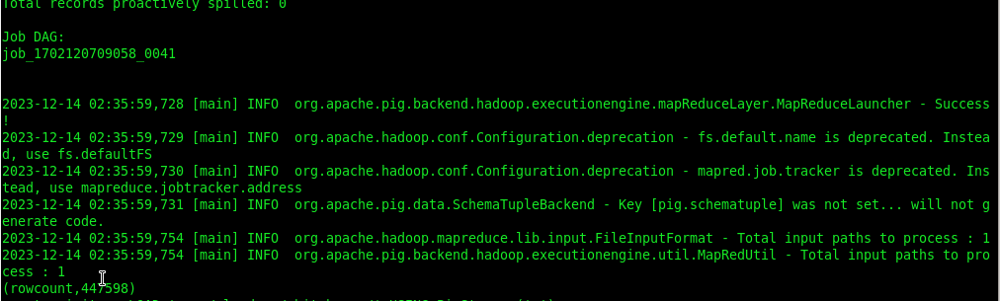 Total records proactively spilled: 0
Job DAG:
job_1702120709058_0041
2023-12-14 02:35:59,728 [main] INFO  org.apache.pig.backend.hadoop.executionengine.mapReduceLayer.MapReduceLauncher - Success
!
2023-12-14 02:35:59,729 [main] INFO  org.apache.hadoop.conf.Configuration.deprecation - fs.default.name is deprecated. Instea
d, use fs.defaultFS
2023-12-14 02:35:59,730 [main] INFO  org.apache.hadoop.conf.Configuration.deprecation - mapred.job.tracker is deprecated. Ins
tead, use mapreduce.jobtracker.address
2023-12-14 02:35:59,731 [main] INFO  org.apache.pig.data.SchemaTupleBackend - Key [pig.schematuple] was not set... will not g
enerate code.
2023-12-14 02:35:59,754 [main] INFO  org.apache.hadoop.mapreduce.lib.input.FileInputFormat - Total input paths to process : 1
2023-12-14 02:35:59,754 [main] INFO  org.apache.pig.backend.hadoop.executionengine.util.MapRedUtil - Total input paths to pro
cess : 1
(rowcount,447598)